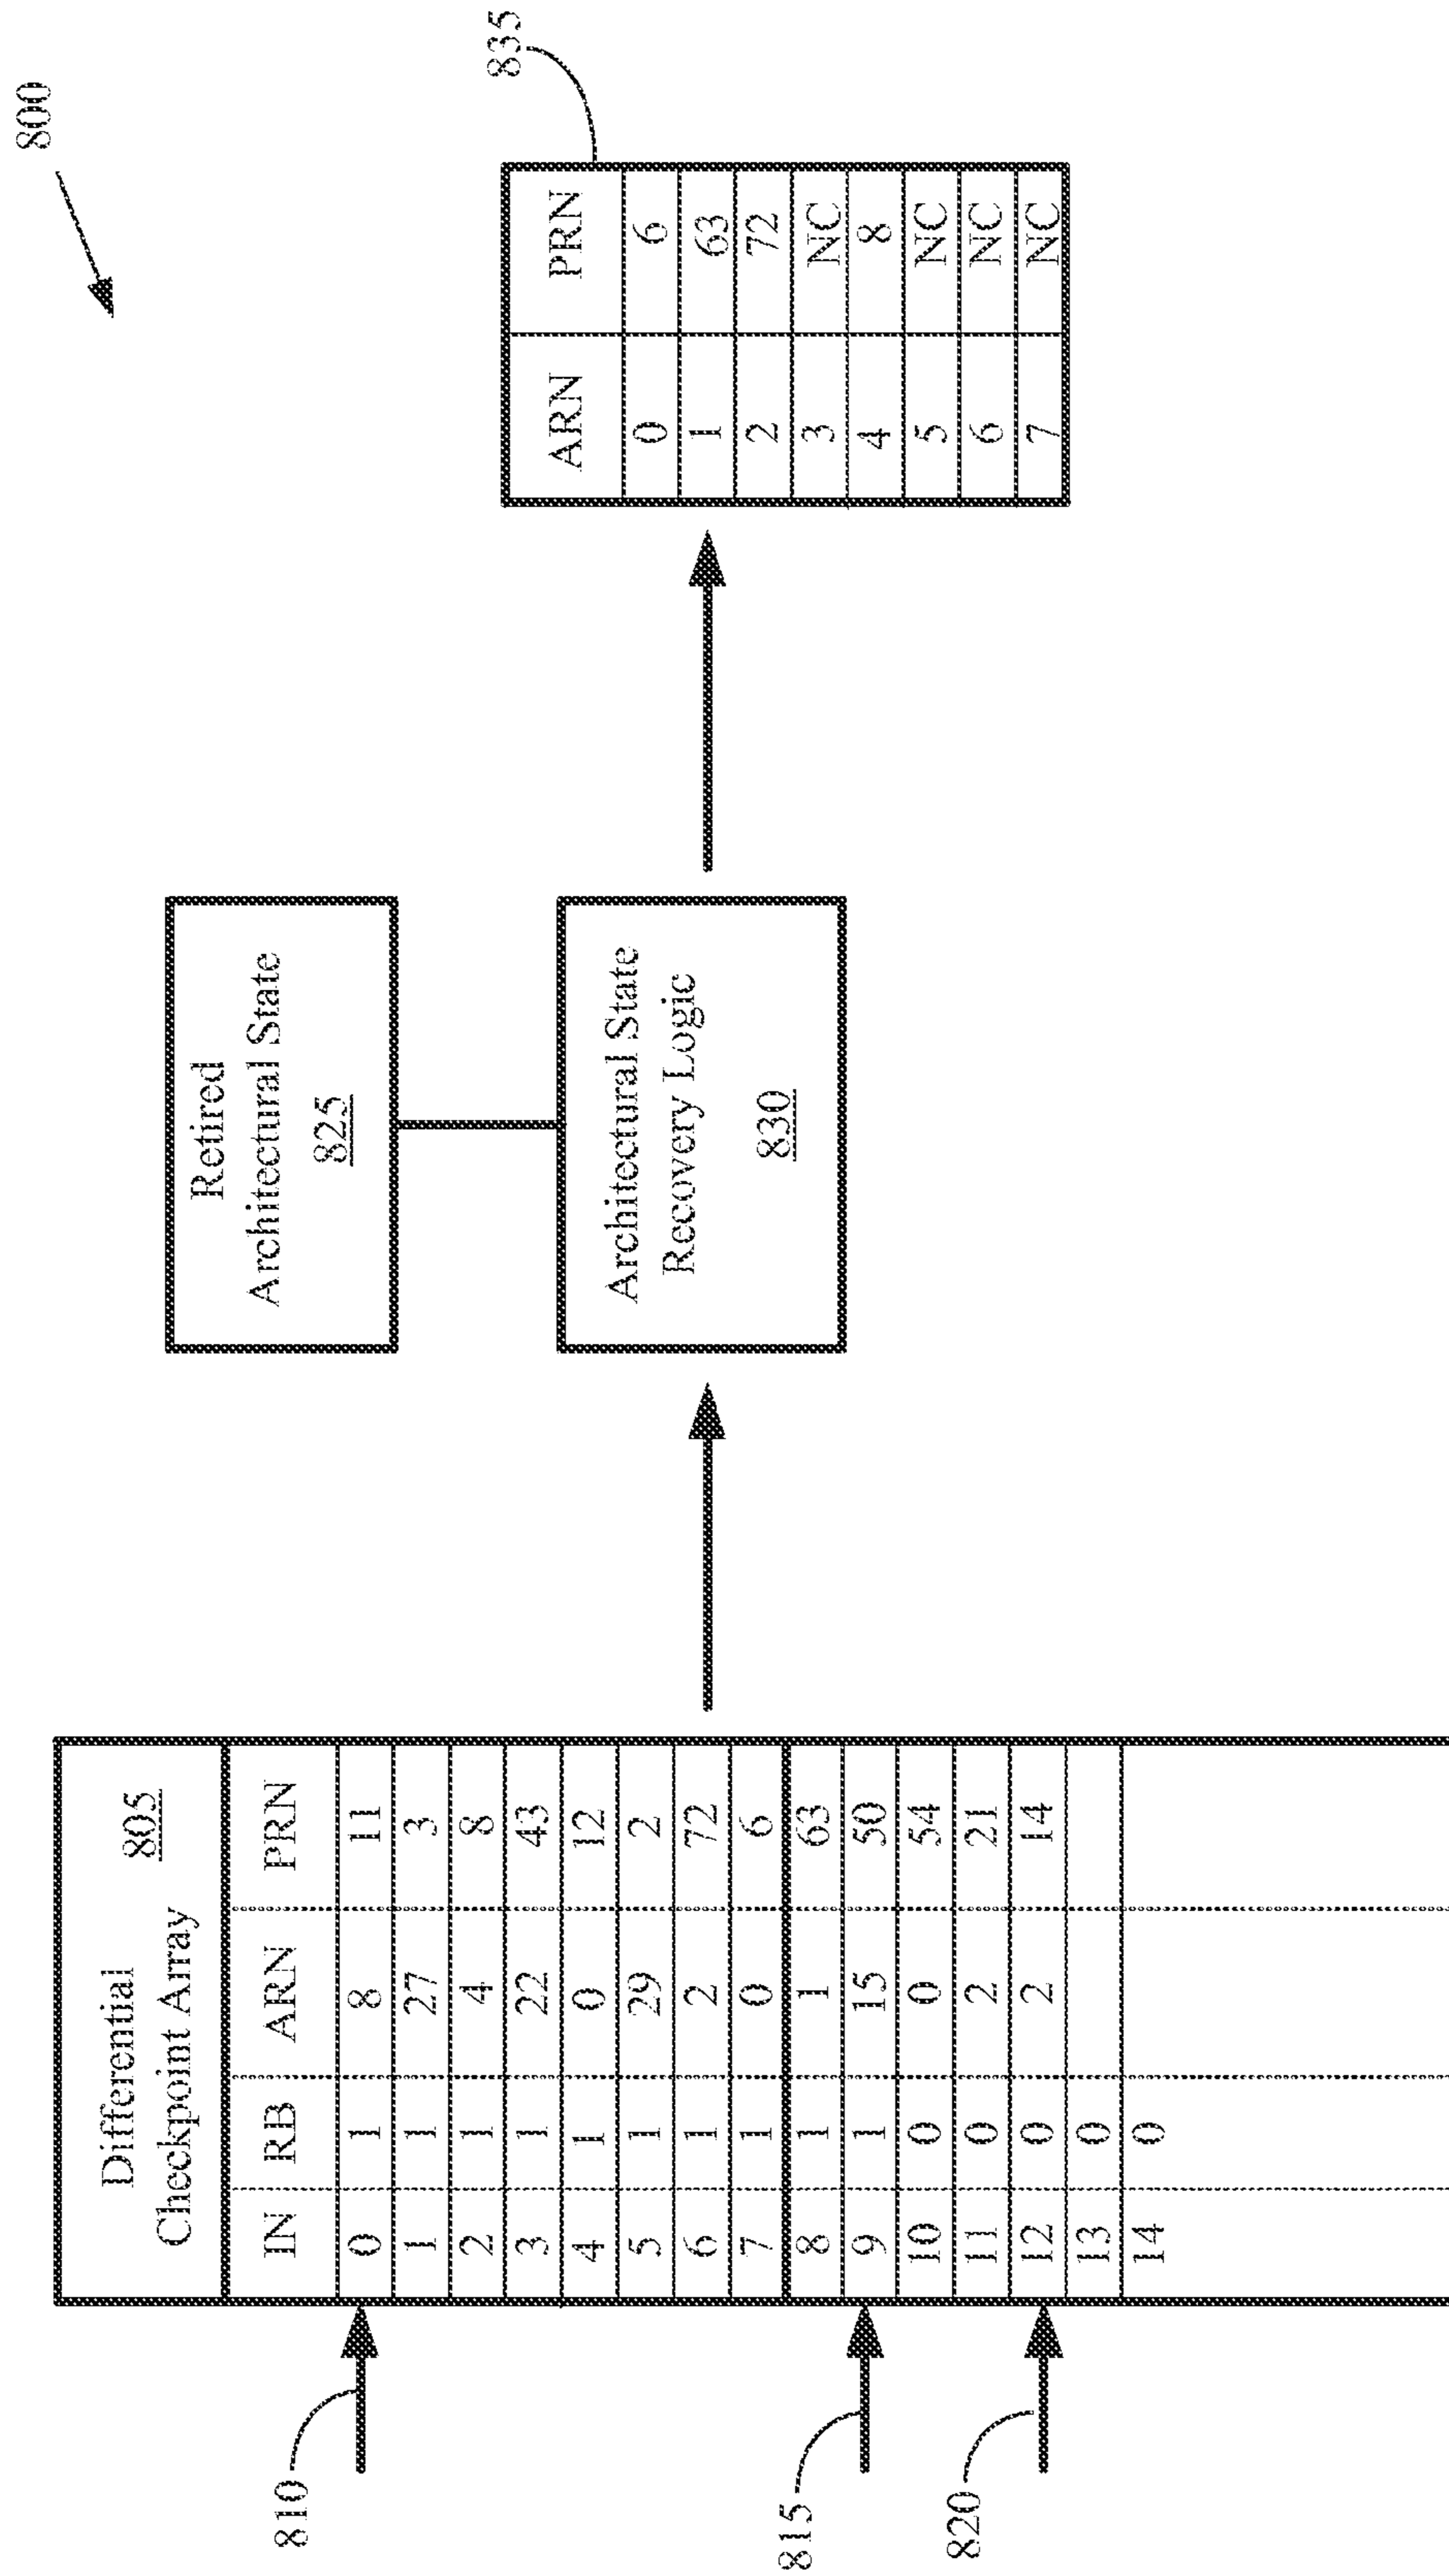 800
Differential
Checkpoint Array
805
IN RB ARN PRN
0 1 8 11
1 1 27 3
2 1 4 8
3 1 22 43
4 1 0 12
5 1 29 2
6 1 2 72
7 1 0 6
8 1 1 63
9 1 15 50
10 0 0 54
11 0 2 21
12 0 2 14
13 0
14 0
810
815
820
Retired
Architectural State
825
Architectural State
Recovery Logic
830
835
ARN PRN
0 6
1 63
2 72
3 NC
4 8
5 NC
6 NC
7 NC